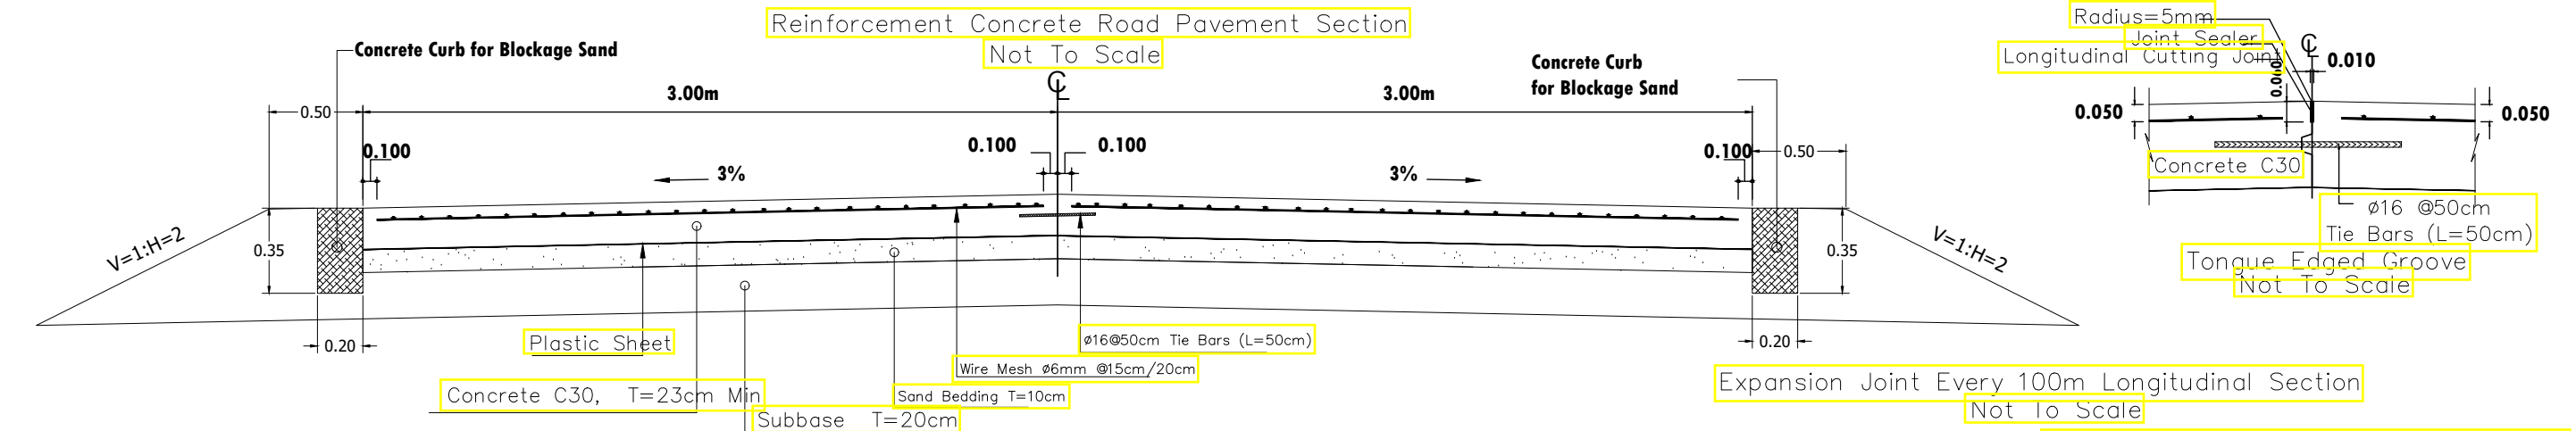 Reinforcement Concrete Road Pavement Section
Not To Scale
Concrete Curb for Blockage Sand
Concrete Curb
for Blockage Sand
℄
0.50
3.00m
3.00m
0.50
0.100
0.100
0.100
0.100
3%
3%
V=1:H=2
0.35
0.35
V=1:H=2
0.20
0.20
Plastic Sheet
Ø16@50cm Tie Bars (L=50cm)
Wire Mesh Ø6mm @15cm/20cm
Concrete C30, T=23cm Min
Sand Bedding T=10cm
Subbase T=20cm
Radius=5mm
Joint Sealer
Longitudinal Cutting Joint
℄
0.010
0.060
0.050
0.050
Concrete C30
Ø16 @50cm
Tie Bars (L=50cm)
Tongue Edged Groove
Not To Scale
Expansion Joint Every 100m Longitudinal Section
Not To Scale